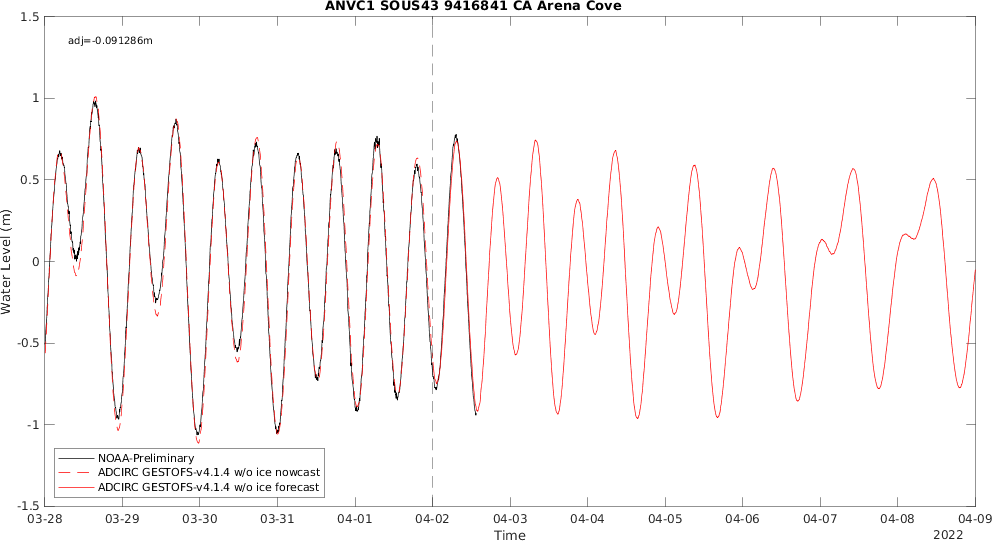 ANVC1 SOUS43 9416841 CA Arena Cove
adj=-0.091286m
1.5
1
0.5
0
-0.5
-1
-1.5
Water Level (m)
NOAA-Preliminary
ADCIRC GESTOFS-v4.1.4 w/o ice nowcast
ADCIRC GESTOFS-v4.1.4 w/o ice forecast
03-28 03-29 03-30 03-31 04-01 04-02 04-03 04-04 04-05 04-06 04-07 04-08 04-09
Time
2022